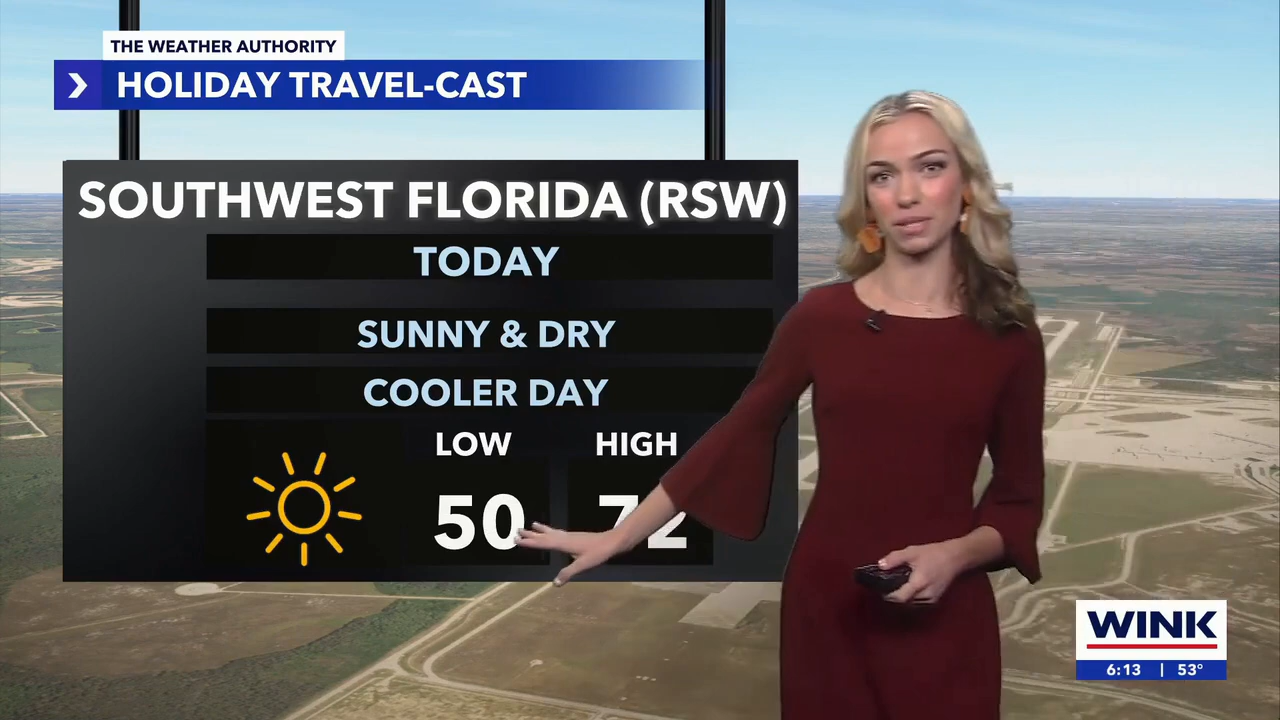 THE WEATHER AUTHORITY
HOLIDAY TRAVEL-CAST
SOUTHWEST FLORIDA (RSW)
TODAY
SUNNY & DRY
COOLER DAY
LOW HIGH
50 72
WINK
6:13 | 53°